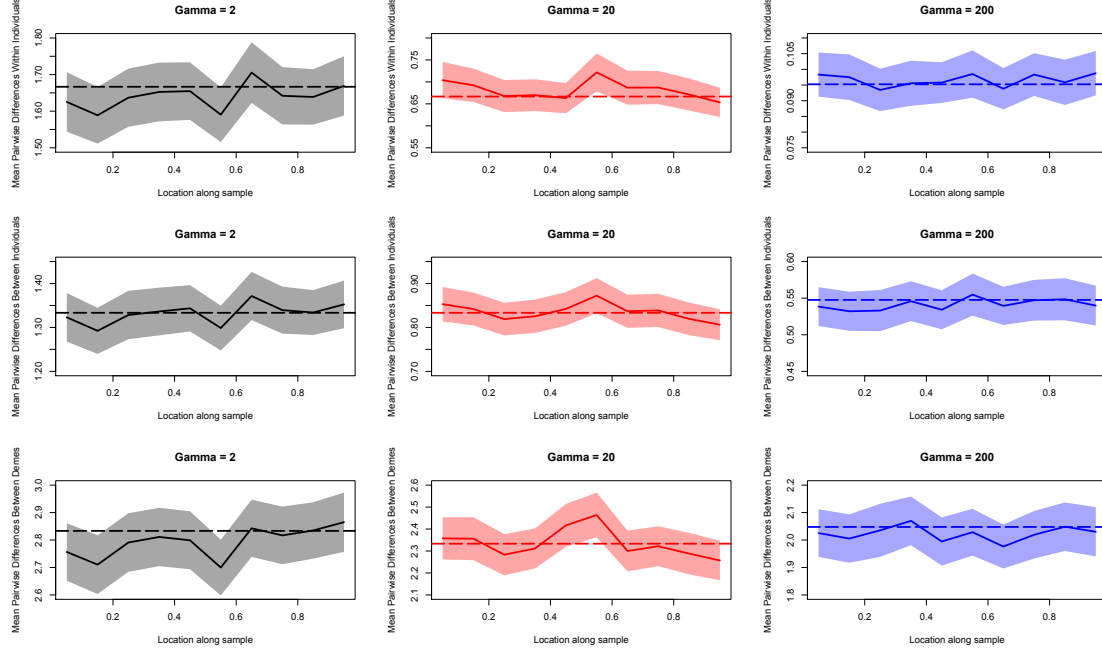 Gamma = 2
Mean Pairwise Differences Within Individuals
1.50 1.60 1.70 1.80
0.2 0.4 0.6 0.8
Location along sample
Gamma = 20
Mean Pairwise Differences Within Individuals
0.55 0.65 0.75
0.2 0.4 0.6 0.8
Location along sample
Gamma = 200
Mean Pairwise Differences Within Individuals
0.075 0.090 0.105
0.2 0.4 0.6 0.8
Location along sample
Gamma = 2
Mean Pairwise Differences Between Individuals
1.20 1.30 1.40
0.2 0.4 0.6 0.8
Location along sample
Gamma = 20
Mean Pairwise Differences Between Individuals
0.70 0.80 0.90
0.2 0.4 0.6 0.8
Location along sample
Gamma = 200
Mean Pairwise Differences Between Individuals
0.45 0.50 0.55 0.60
0.2 0.4 0.6 0.8
Location along sample
Gamma = 2
Mean Pairwise Differences Between Demes
2.6 2.7 2.8 2.9 3.0
0.2 0.4 0.6 0.8
Location along sample
Gamma = 20
Mean Pairwise Differences Between Demes
2.1 2.2 2.3 2.4 2.5 2.6
0.2 0.4 0.6 0.8
Location along sample
Gamma = 200
Mean Pairwise Differences Between Demes
1.8 1.9 2.0 2.1 2.2
0.2 0.4 0.6 0.8
Location along sample